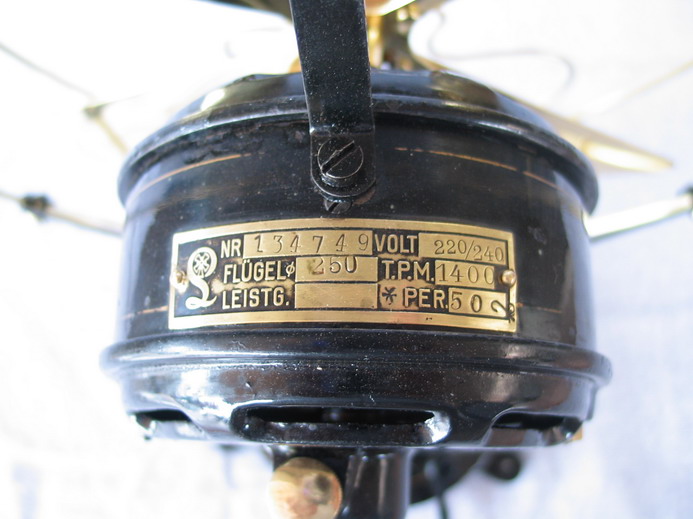 NR 134749 VOLT 220/240
FLÜGELø 250 T.P.M. 1400
LEISTG. * PER. 50